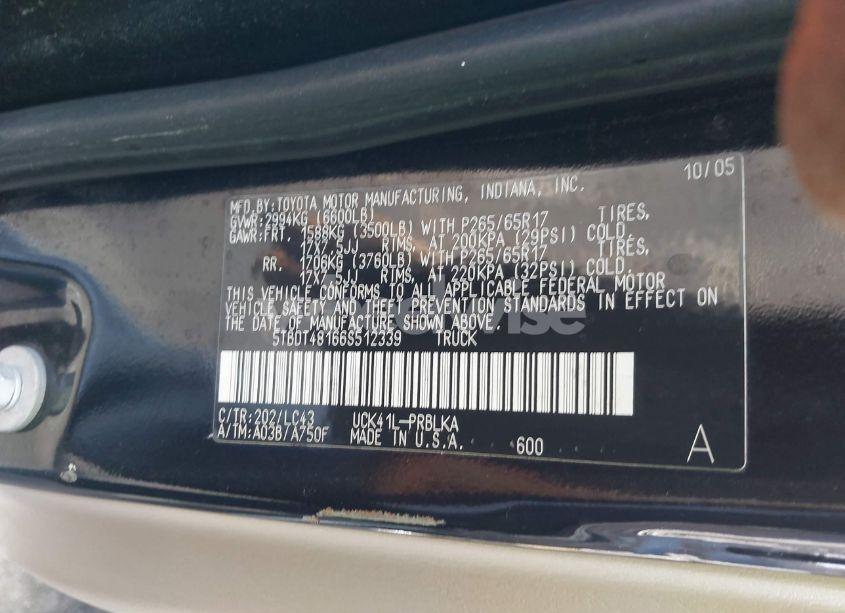 10/05
MFD.BY:TOYOTA MOTOR MANUFACTURING, INDIANA, INC.
GVWR:2994KG (6600LB)
GAWR:FRT. 1588KG (3500LB) WITH P265/65R17 TIRES,
17X7.5JJ RIMS, AT 200KPA (29PSI) COLD.
RR. 1706KG (3760LB) WITH P265/65R17 TIRES,
17X7.5JJ RIMS, AT 220KPA (32PSI) COLD.
THIS VEHICLE CONFORMS TO ALL APPLICABLE FEDERAL MOTOR
VEHICLE SAFETY AND THEFT PREVENTION STANDARDS IN EFFECT ON
THE DATE OF MANUFACTURE SHOWN ABOVE.
5TBDT48166S512339 TRUCK
C/TR:202/LC43 UCK41L-PRBLKA
A/TM:A03B/A750F MADE IN U.S.A. 600 A